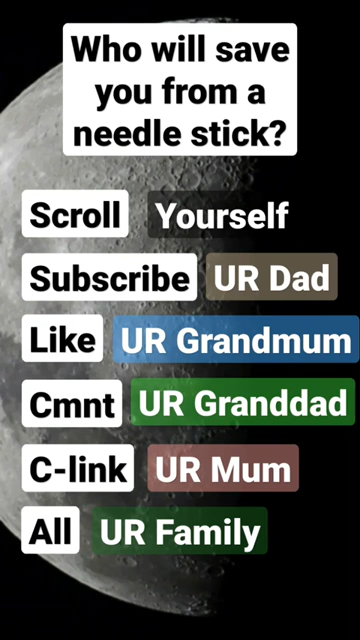 Who will save
you from a
needle stick?
Scroll Yourself
Subscribe UR Dad
Like UR Grandmum
Cmnt UR Granddad
C-link UR Mum
All UR Family